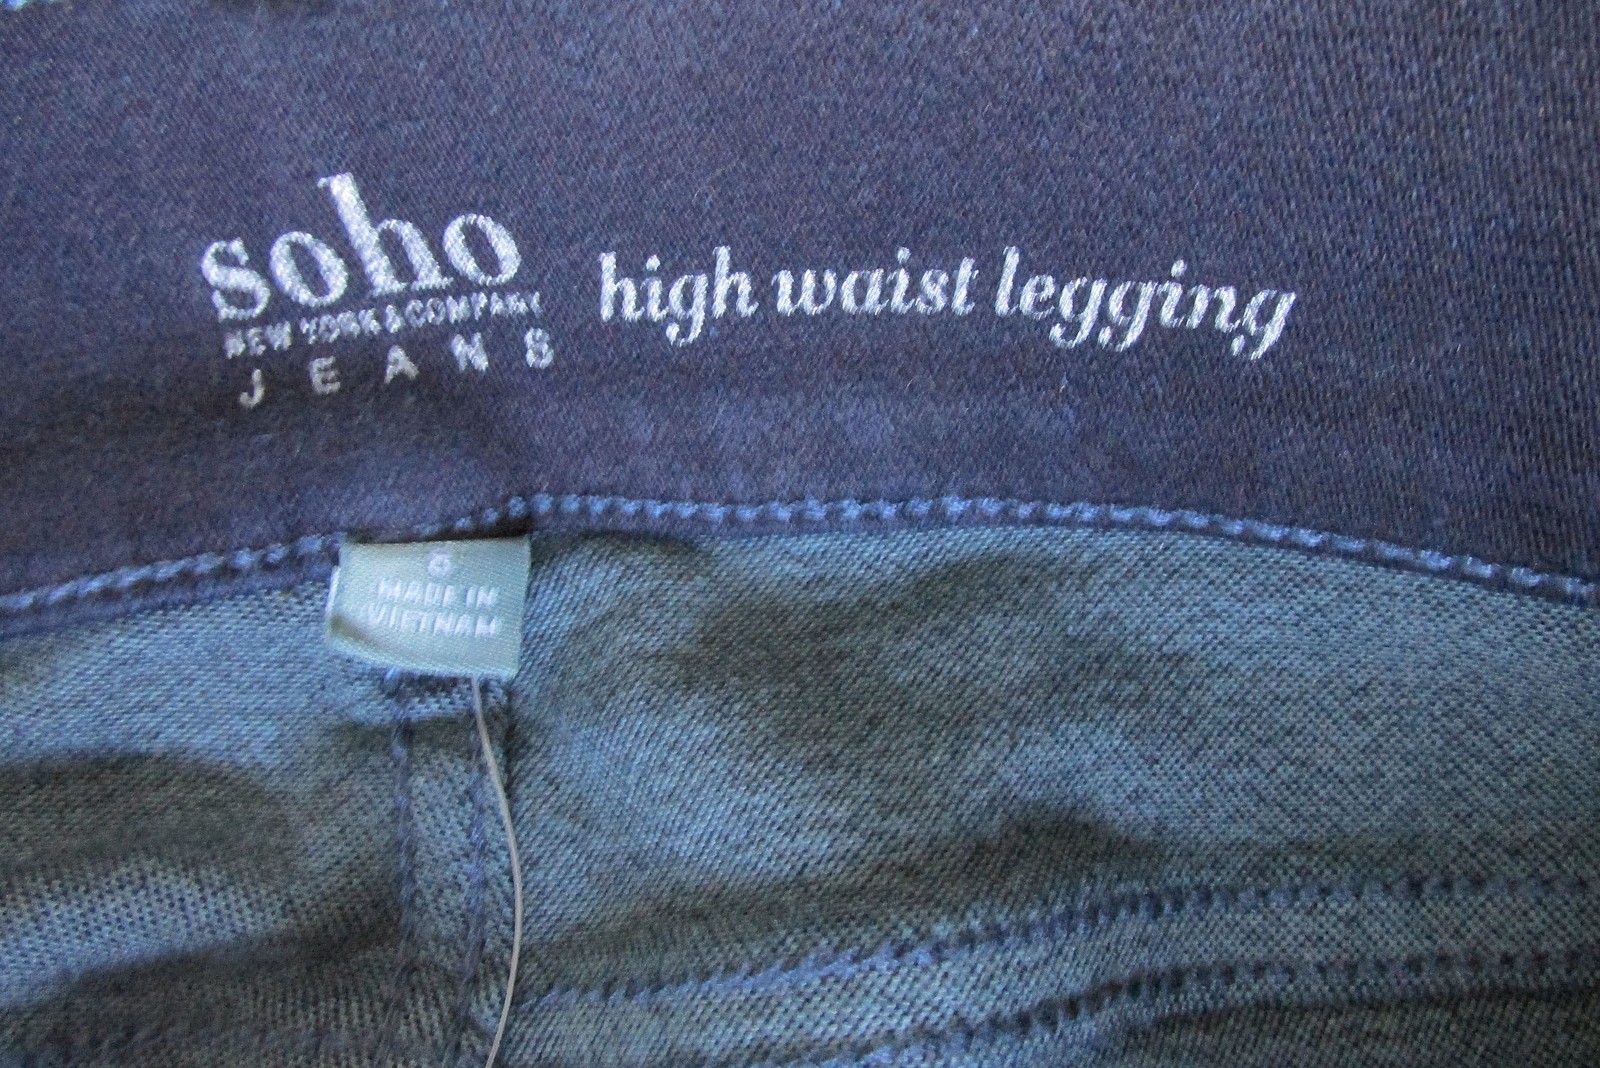 soho
NEW YORK & COMPANY
JEANS
high waist legging
MADE IN
VIETNAM